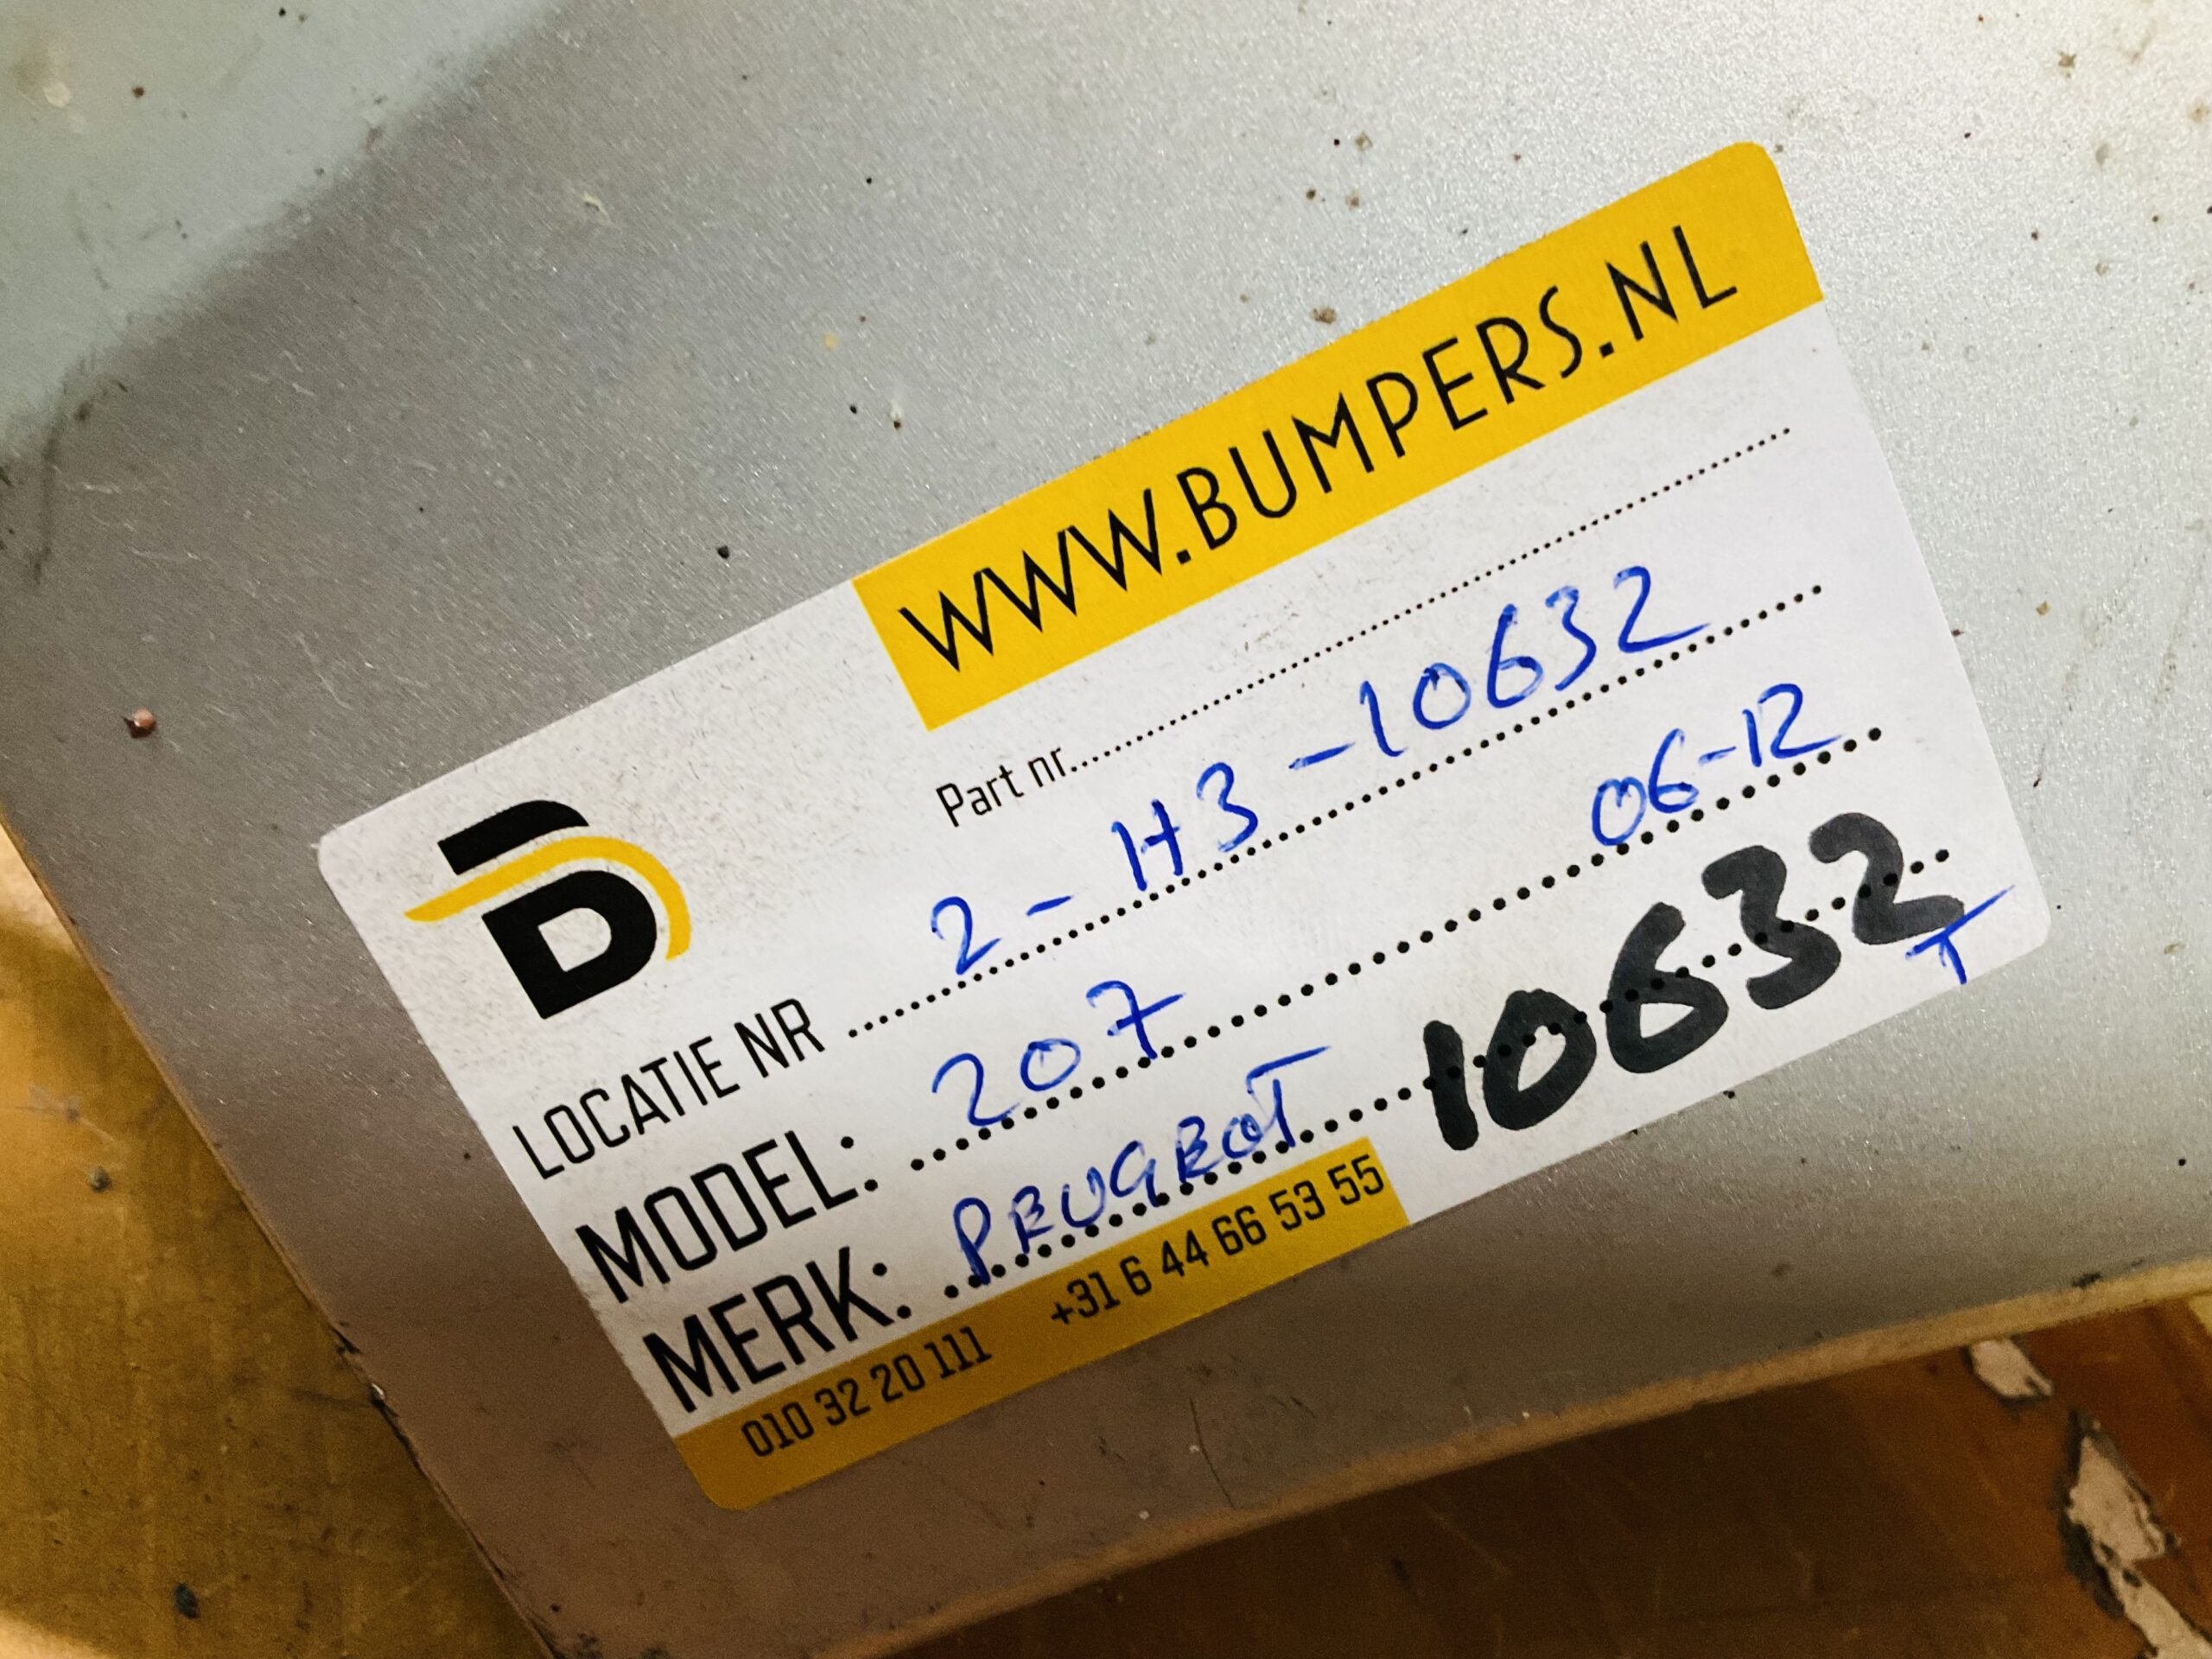 WWW.BUMPERS.NL
Part nr..........
LOCATIE NR .......... 2 - H3 - 10632
MODEL: .......... 207 06-12
MERK: .......... PEUGEOT 10632
T
010 32 20 111 +31 6 44 66 53 55